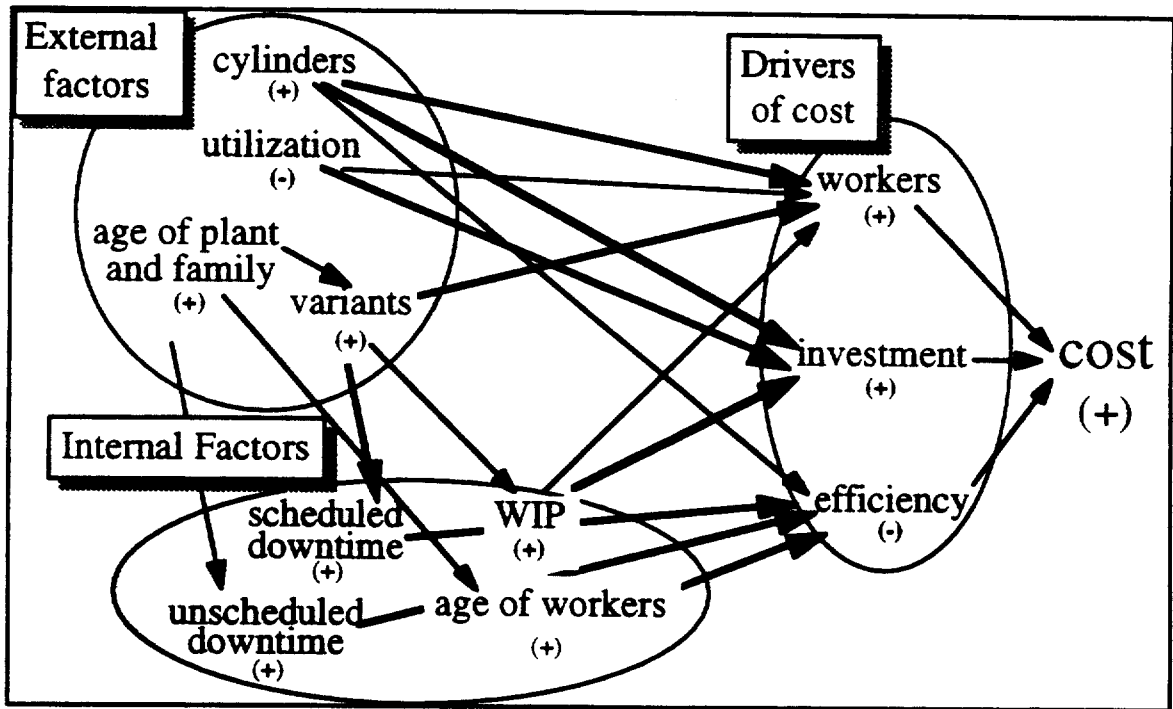 External
factors
cylinders
(+)
utilization
(-)
age of plant
and family
(+)
variants
(+)
Internal Factors
scheduled
downtime
(+)
WIP
(+)
unscheduled
downtime
(+)
age of workers
(+)
Drivers
of cost
workers
(+)
investment
(+)
efficiency
(-)
cost
(+)